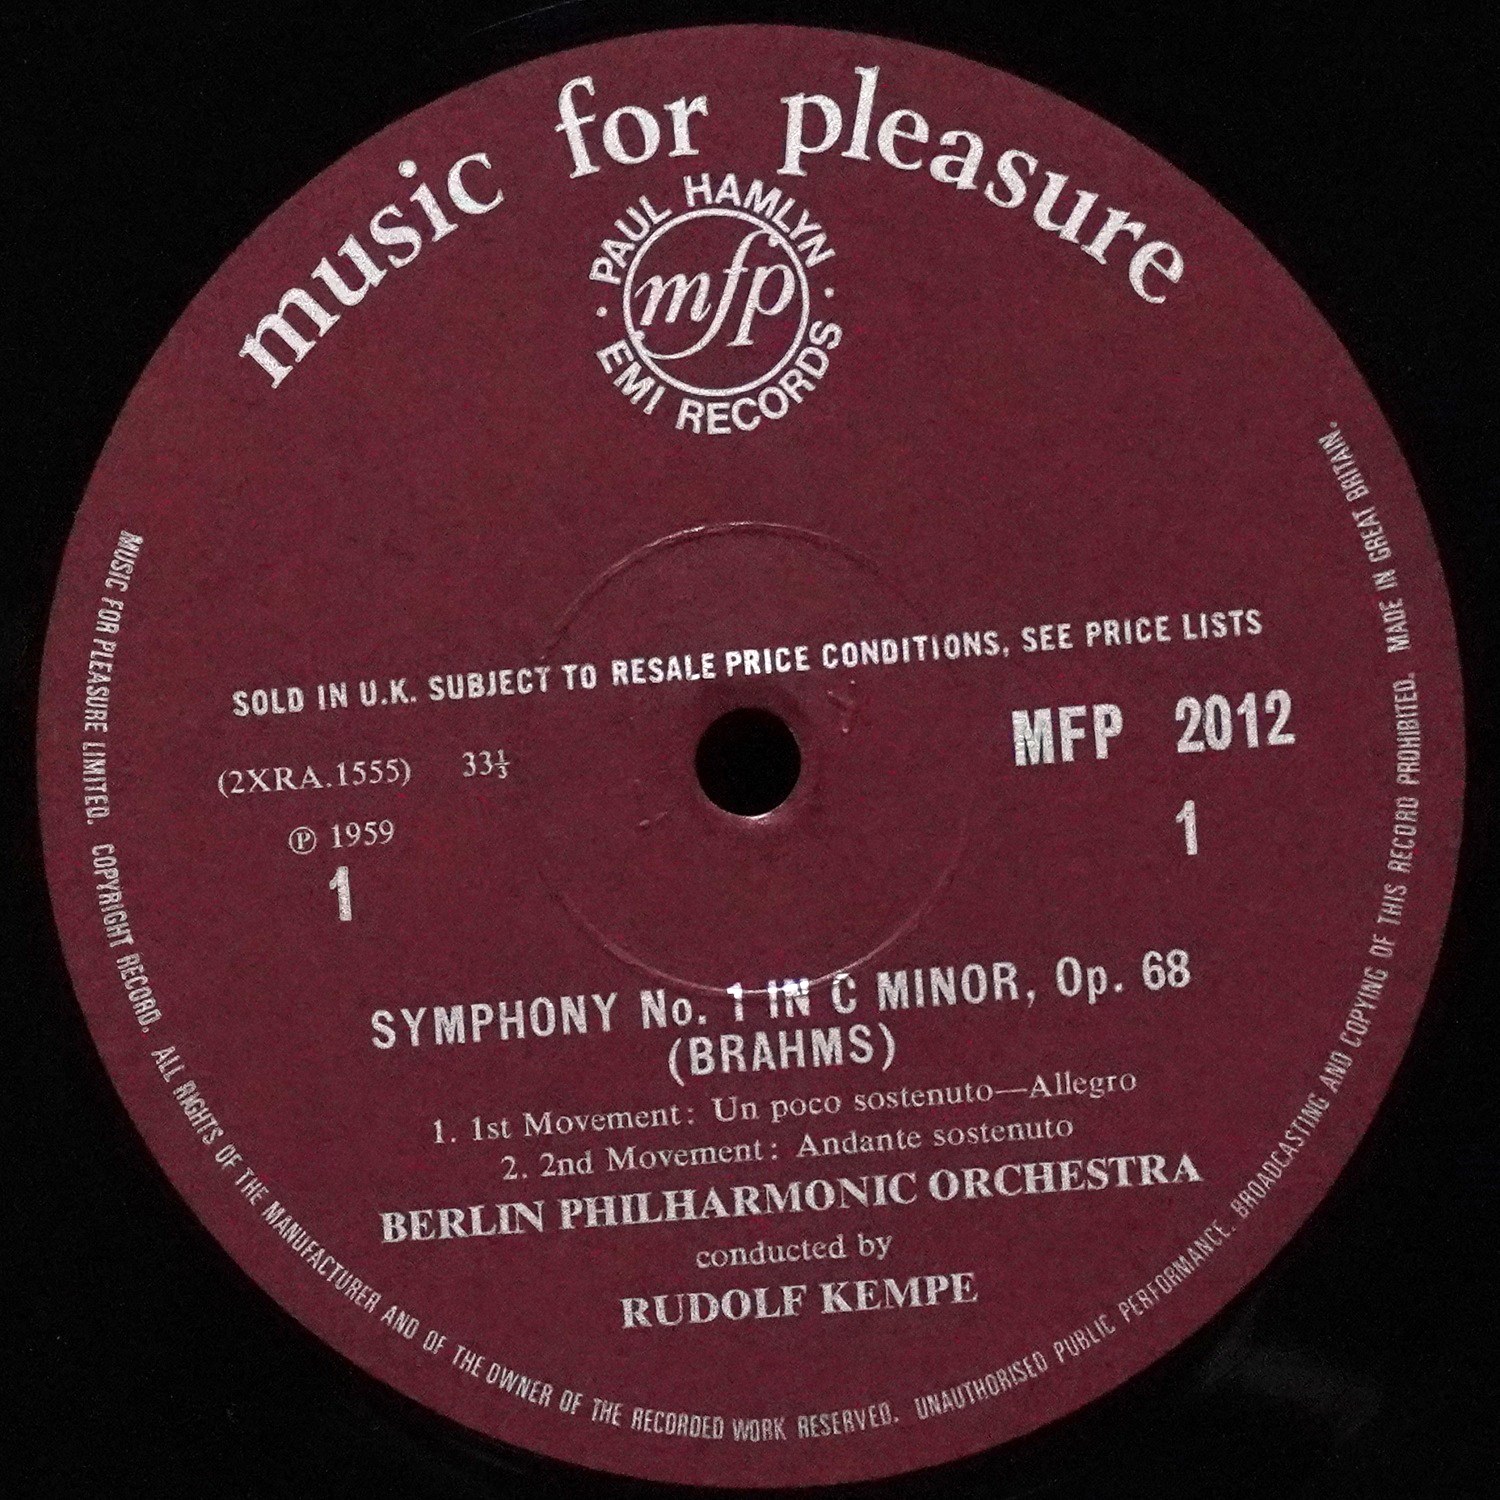 music for pleasure
PAUL HAMLYN
mfp
· EMI RECORDS ·
SOLD IN U.K. SUBJECT TO RESALE PRICE CONDITIONS, SEE PRICE LISTS
MFP 2012
(2XRA.1555) 33⅓
1
Ⓟ 1959
1
SYMPHONY No. 1 IN C MINOR, Op. 68
(BRAHMS)
1. 1st Movement: Un poco sostenuto—Allegro
2. 2nd Movement: Andante sostenuto
BERLIN PHILHARMONIC ORCHESTRA
conducted by
RUDOLF KEMPE
MUSIC FOR PLEASURE LIMITED. COPYRIGHT RECORD. ALL RIGHTS OF THE MANUFACTURER AND OF THE OWNER OF THE RECORDED WORK RESERVED. UNAUTHORISED PUBLIC PERFORMANCE, BROADCASTING AND COPYING OF THIS RECORD PROHIBITED. MADE IN GREAT BRITAIN.